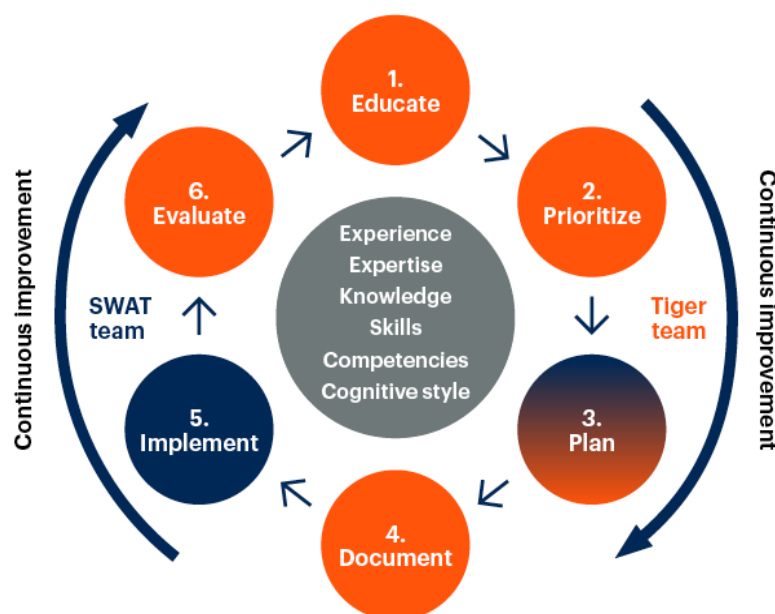 1.
Educate
2.
Prioritize
3.
Plan
4.
Document
5.
Implement
6.
Evaluate
Experience
Expertise
Knowledge
Skills
Competencies
Cognitive style
SWAT
team
Tiger
team
Continuous improvement
Continuous improvement